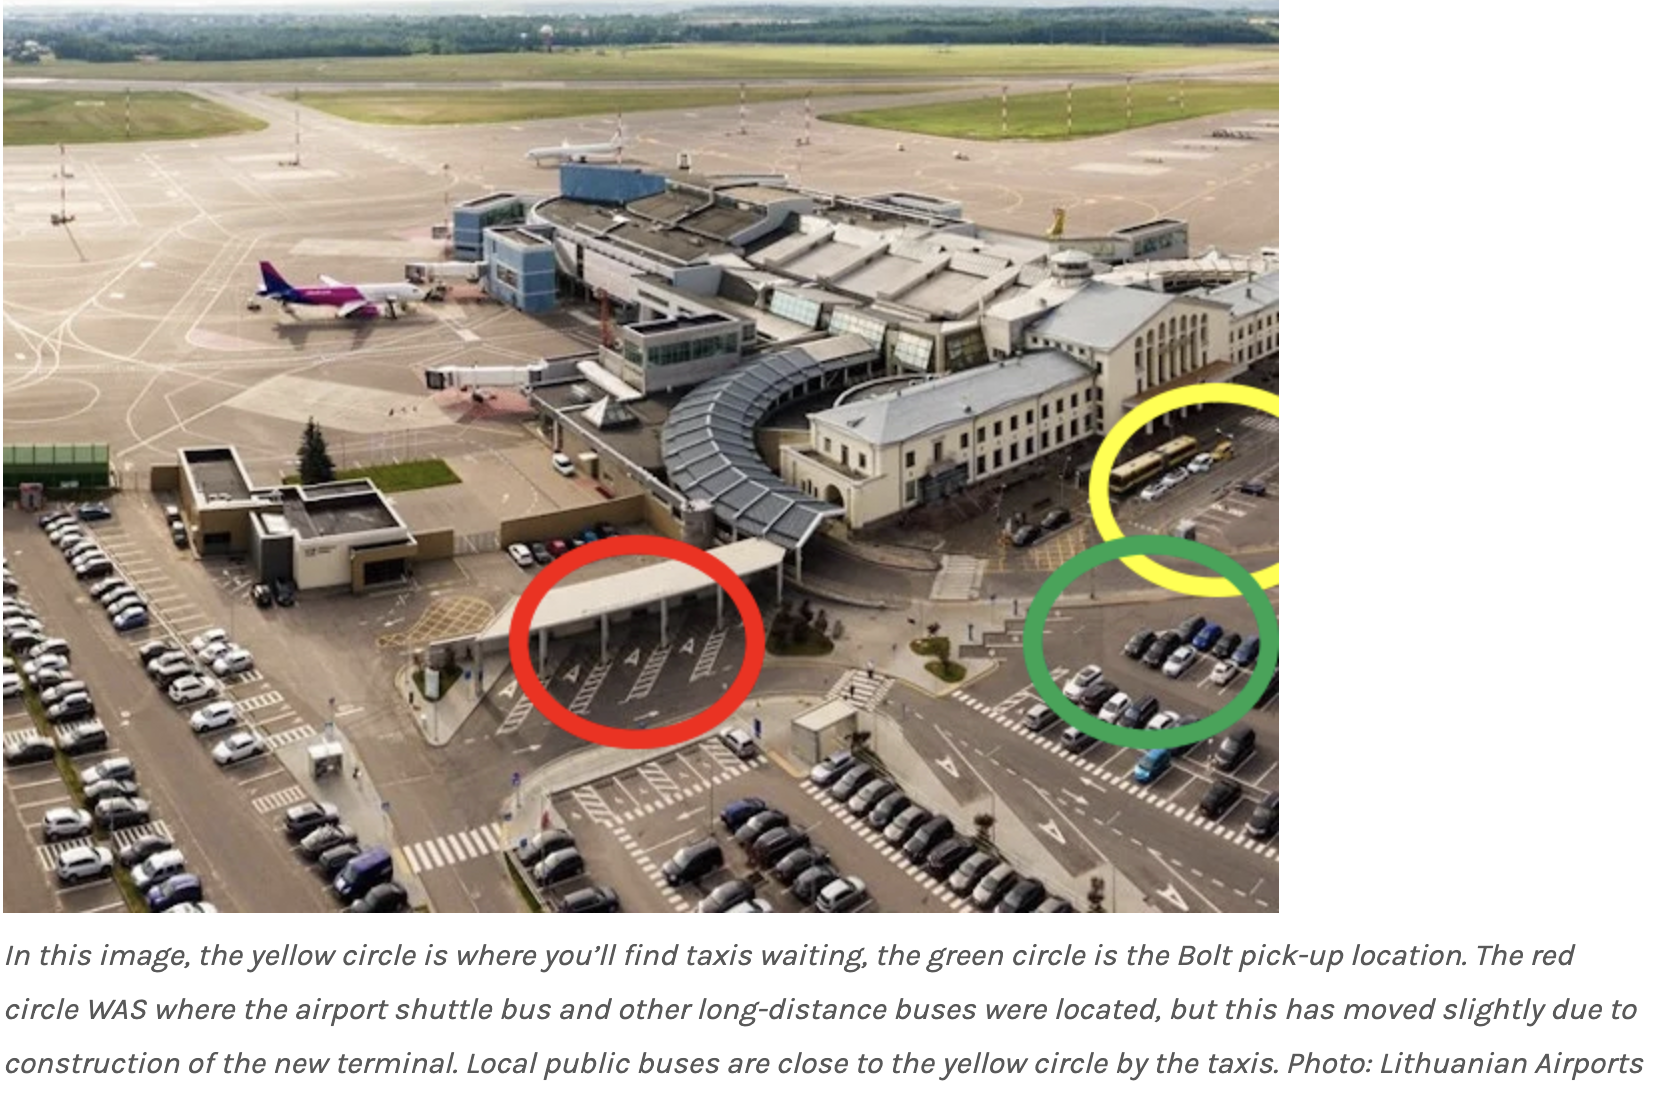 In this image, the yellow circle is where you’ll find taxis waiting, the green circle is the Bolt pick-up location. The red
circle WAS where the airport shuttle bus and other long-distance buses were located, but this has moved slightly due to
construction of the new terminal. Local public buses are close to the yellow circle by the taxis. Photo: Lithuanian Airports